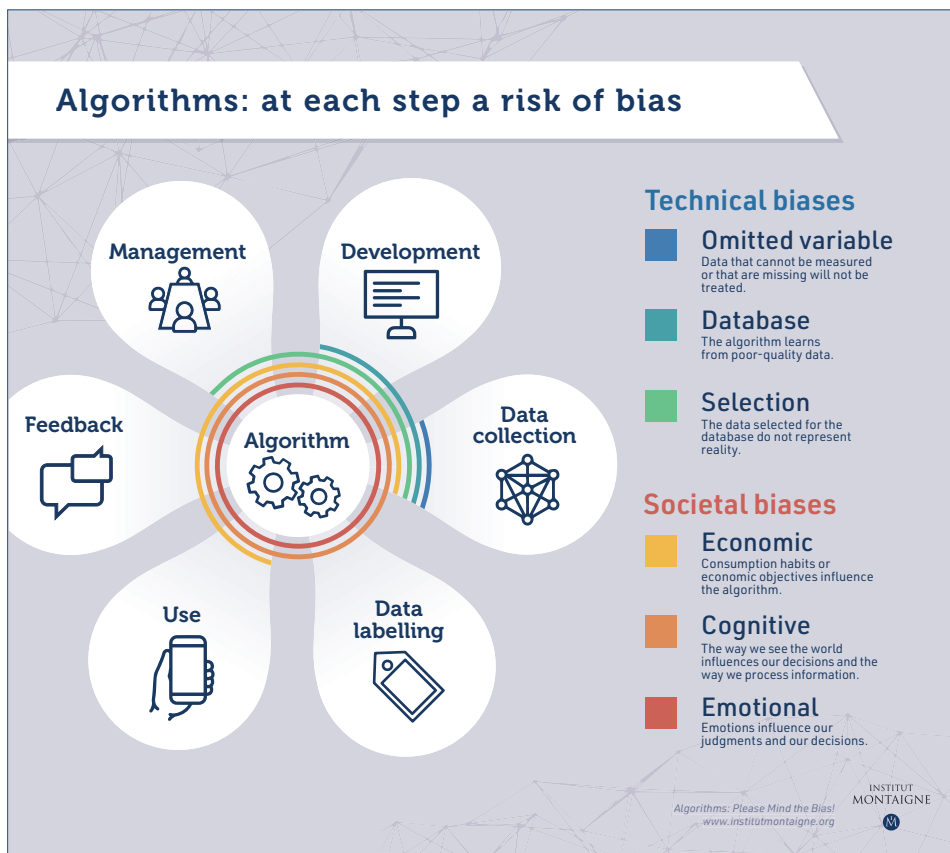 Algorithms: at each step a risk of bias
Management
Development
Feedback
Algorithm
Data
collection
Use
Data
labelling
Technical biases
Omitted variable
Data that cannot be measured
or that are missing will not be
treated.
Database
The algorithm learns
from poor-quality data.
Selection
The data selected for the
database do not represent
reality.
Societal biases
Economic
Consumption habits or
economic objectives influence
the algorithm.
Cognitive
The way we see the world
influences our decisions and the
way we process information.
Emotional
Emotions influence our
judgments and our decisions.
Algorithms: Please Mind the Bias!
www.institutmontaigne.org
INSTITUT
MONTAIGNE
M